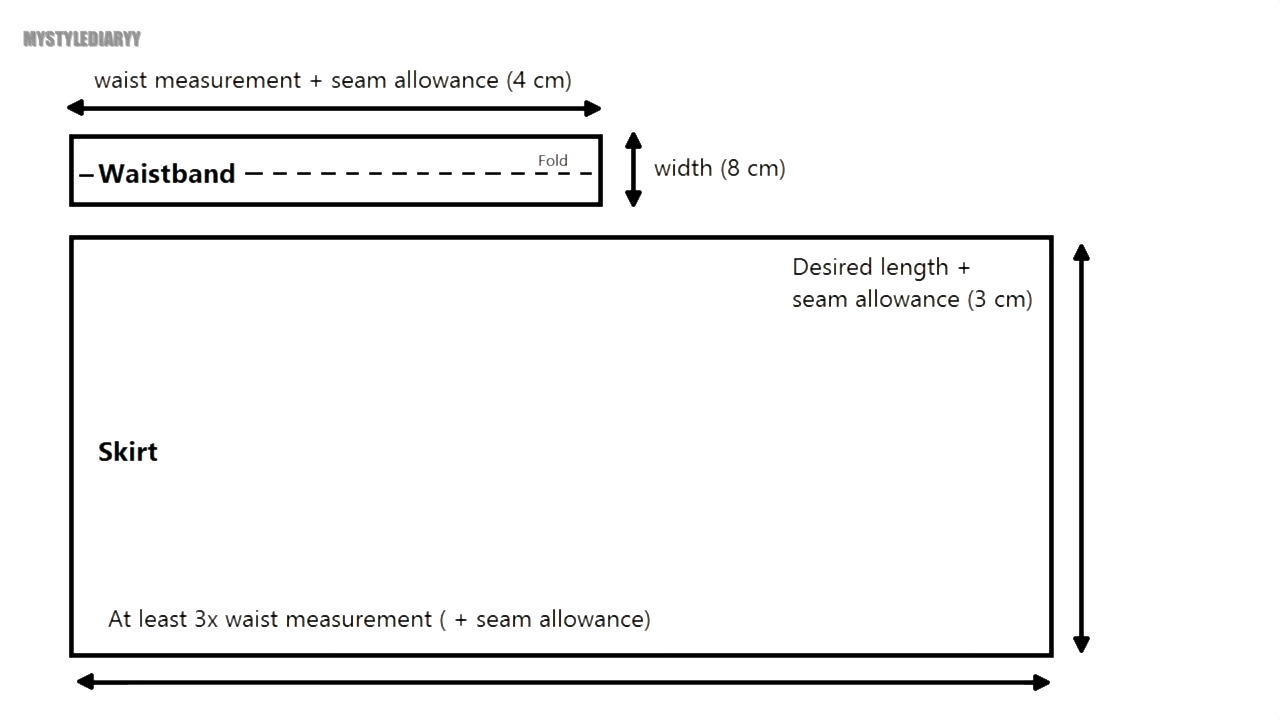 MYSTYLEDIARYY
waist measurement + seam allowance (4 cm)
Fold
Waistband
width (8 cm)
Desired length +
seam allowance (3 cm)
Skirt
At least 3x waist measurement ( + seam allowance)